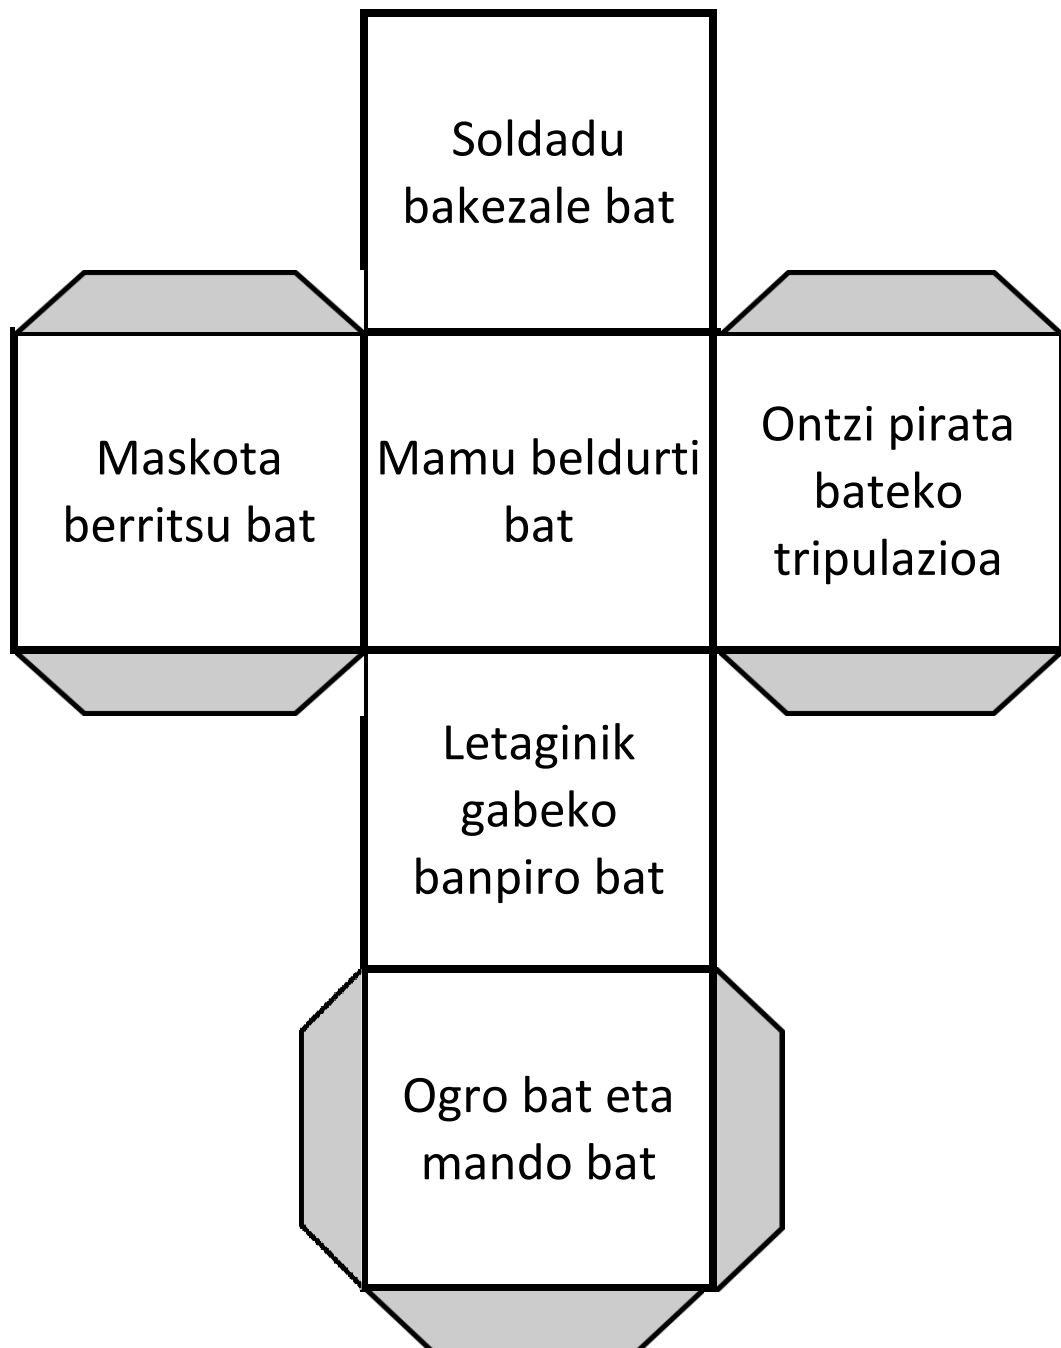 Soldadu
bakezale bat
Maskota
berritsu bat
Mamu beldurti
bat
Ontzi pirata
bateko
tripulazioa
Letaginik
gabeko
banpiro bat
Ogro bat eta
mando bat